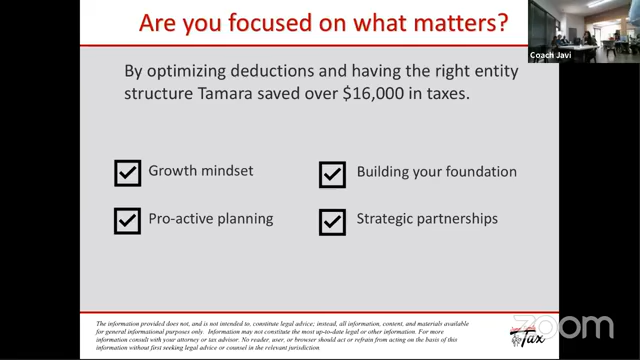 Are you focused on what matters?
Coach Javi
By optimizing deductions and having the right entity
structure Tamara saved over $16,000 in taxes.
Growth mindset
Building your foundation
Pro-active planning
Strategic partnerships
The information provided does not, and is not intended to, constitute legal advice; instead, all information, content, and materials available
for general informational purposes only. Information may not constitute the most up-to-date legal or other information. For more
information consult with your attorney or tax advisor. No reader, user, or browser should act or refrain from acting on the basis of this
information without first seeking legal advice or counsel in the relevant jurisdiction.
Tax
zoom